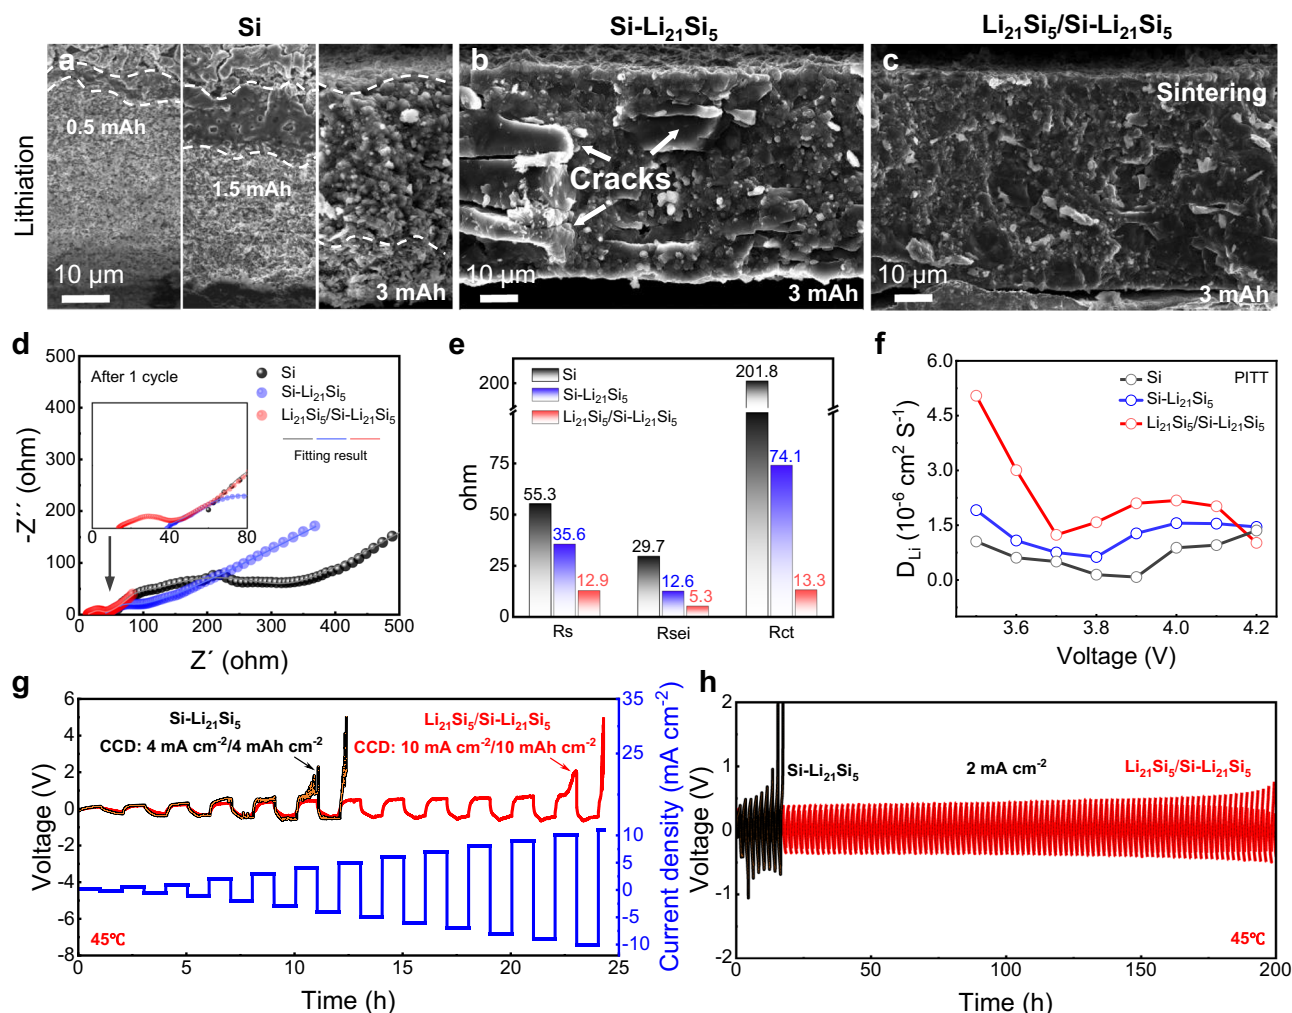 Si
Si-Li21Si5
Li21Si5/Si-Li21Si5
Lithiation
a
0.5 mAh
10 μm
1.5 mAh
3 mAh
b
Cracks
10 μm
3 mAh
c
Sintering
10 μm
3 mAh
d
500
400
300
200
100
0
-Z´´ (ohm)
After 1 cycle
Si
Si-Li21Si5
Li21Si5/Si-Li21Si5
Fitting result
0 40 80
0 100 200 300 400 500
Z´ (ohm)
e
200
75
50
25
0
ohm
Si
Si-Li21Si5
Li21Si5/Si-Li21Si5
55.3
35.6
12.9
29.7
12.6
5.3
201.8
74.1
13.3
Rs Rsei Rct
f
6.0
4.5
3.0
1.5
0.0
DLi (10-6 cm2 S-1)
Si
Si-Li21Si5
Li21Si5/Si-Li21Si5
PITT
3.6 3.8 4.0 4.2
Voltage (V)
g
6
4
2
0
-2
-4
-6
-8
Voltage (V)
Si-Li21Si5
CCD: 4 mA cm-2/4 mAh cm-2
Li21Si5/Si-Li21Si5
CCD: 10 mA cm-2/10 mAh cm-2
45℃
35
25
15
10
5
0
-5
-10
Current density (mA cm-2)
0 5 10 15 20 25
Time (h)
h
2
1
0
-1
-2
Voltage (V)
Si-Li21Si5
2 mA cm-2
Li21Si5/Si-Li21Si5
45℃
0 50 100 150 200
Time (h)